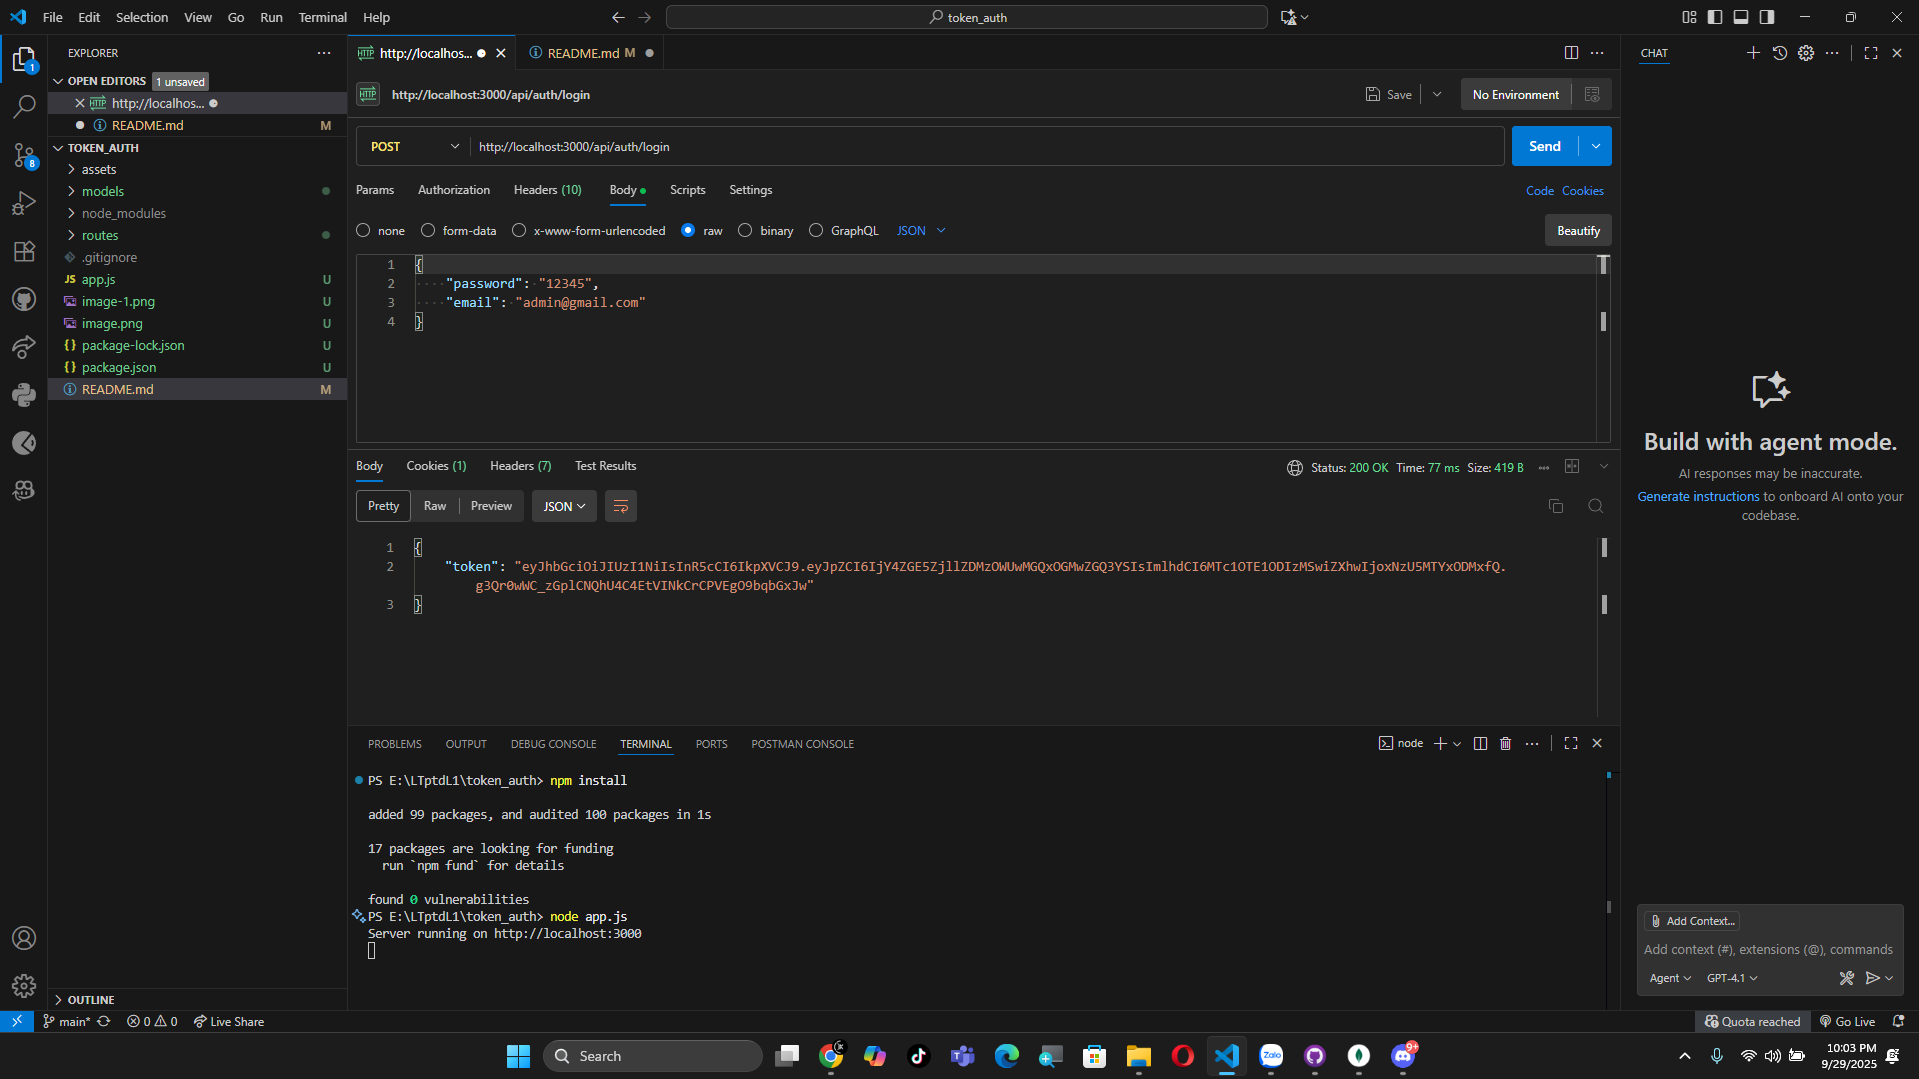 File Edit Selection View Go Run Terminal Help
token_auth
EXPLORER
OPEN EDITORS 1 unsaved
http://localhos...
README.md M
TOKEN_AUTH
assets
models
node_modules
routes
.gitignore
JS app.js U
image-1.png U
image.png U
{} package-lock.json U
{} package.json U
README.md M
OUTLINE
1
8
HTTP http://localhos...
README.md M
HTTP http://localhost:3000/api/auth/login
Save
No Environment
POST http://localhost:3000/api/auth/login
Send
Params Authorization Headers (10) Body Scripts Settings
Code Cookies
none form-data x-www-form-urlencoded raw binary GraphQL JSON
Beautify
1 {
2 "password": "12345",
3 "email": "admin@gmail.com"
4 }
Body Cookies (1) Headers (7) Test Results
Status: 200 OK Time: 77 ms Size: 419 B
Pretty Raw Preview JSON
1 {
2 "token": "eyJhbGciOiJIUzI1NiIsInR5cCI6IkpXVCJ9.eyJpZCI6IjY4ZGE5ZjllZDMzOWUwMGQxOGMwZGQ3YSIsImlhdCI6MTc1OTE1ODIzMSwiZXhwIjoxNzU5MTYxODMxfQ.
g3Qr0wWC_zGplCNQhU4C4EtVINkCrCPVEgO9bqbGxJw"
3 }
PROBLEMS OUTPUT DEBUG CONSOLE TERMINAL PORTS POSTMAN CONSOLE
node
PS E:\LTptdL1\token_auth> npm install
added 99 packages, and audited 100 packages in 1s
17 packages are looking for funding
run `npm fund` for details
found 0 vulnerabilities
PS E:\LTptdL1\token_auth> node app.js
Server running on http://localhost:3000
CHAT
Build with agent mode.
AI responses may be inaccurate.
Generate instructions to onboard AI onto your
codebase.
Add Context...
Add context (#), extensions (@), commands
Agent GPT-4.1
main* 0 0 Live Share
Quota reached Go Live
Search
Zalo
9+
10:03 PM
9/29/2025